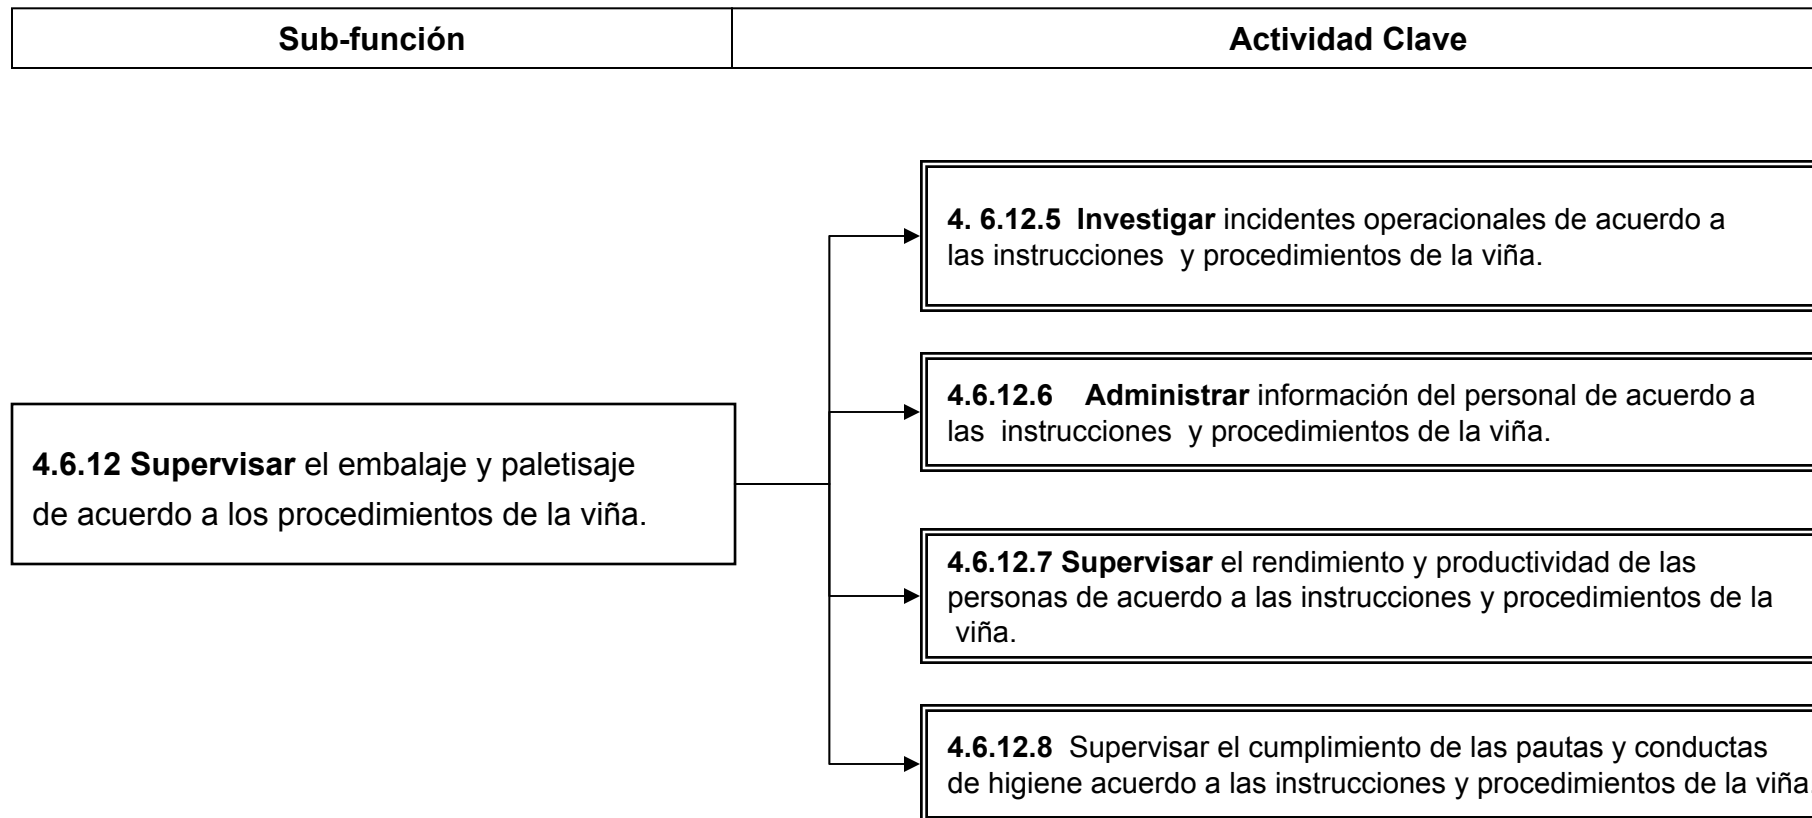 Sub-función
Actividad Clave
4. 6.12.5 Investigar incidentes operacionales de acuerdo a
las instrucciones y procedimientos de la viña.
4.6.12.6 Administrar información del personal de acuerdo a
las instrucciones y procedimientos de la viña.
4.6.12 Supervisar el embalaje y paletisaje
de acuerdo a los procedimientos de la viña.
4.6.12.7 Supervisar el rendimiento y productividad de las
personas de acuerdo a las instrucciones y procedimientos de la
viña.
4.6.12.8 Supervisar el cumplimiento de las pautas y conductas
de higiene acuerdo a las instrucciones y procedimientos de la viña.